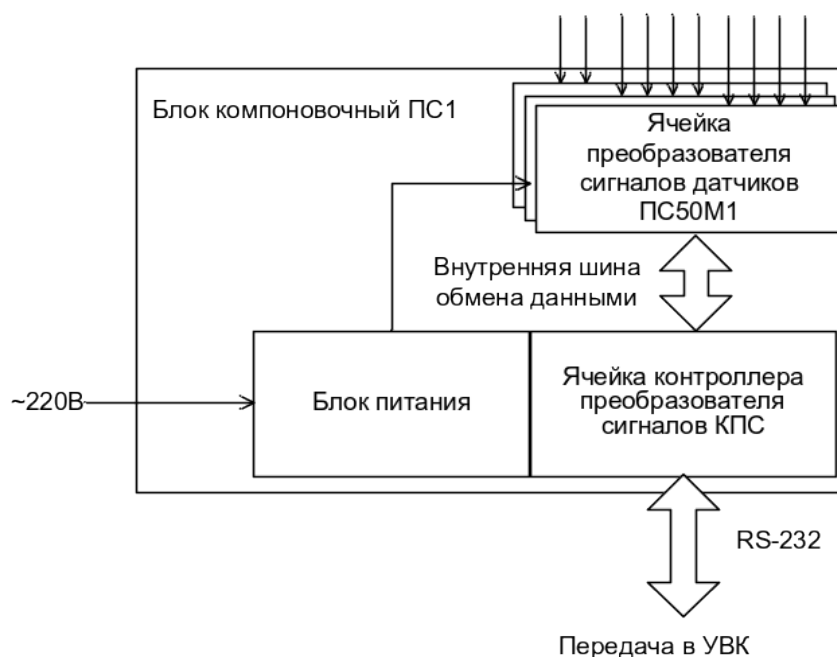 Блок компоновочный ПС1
Ячейка
преобразователя
сигналов датчиков
ПС50М1
Внутренняя шина
обмена данными
~220В
Блок питания
Ячейка контроллера
преобразователя
сигналов КПС
RS-232
Передача в УВК